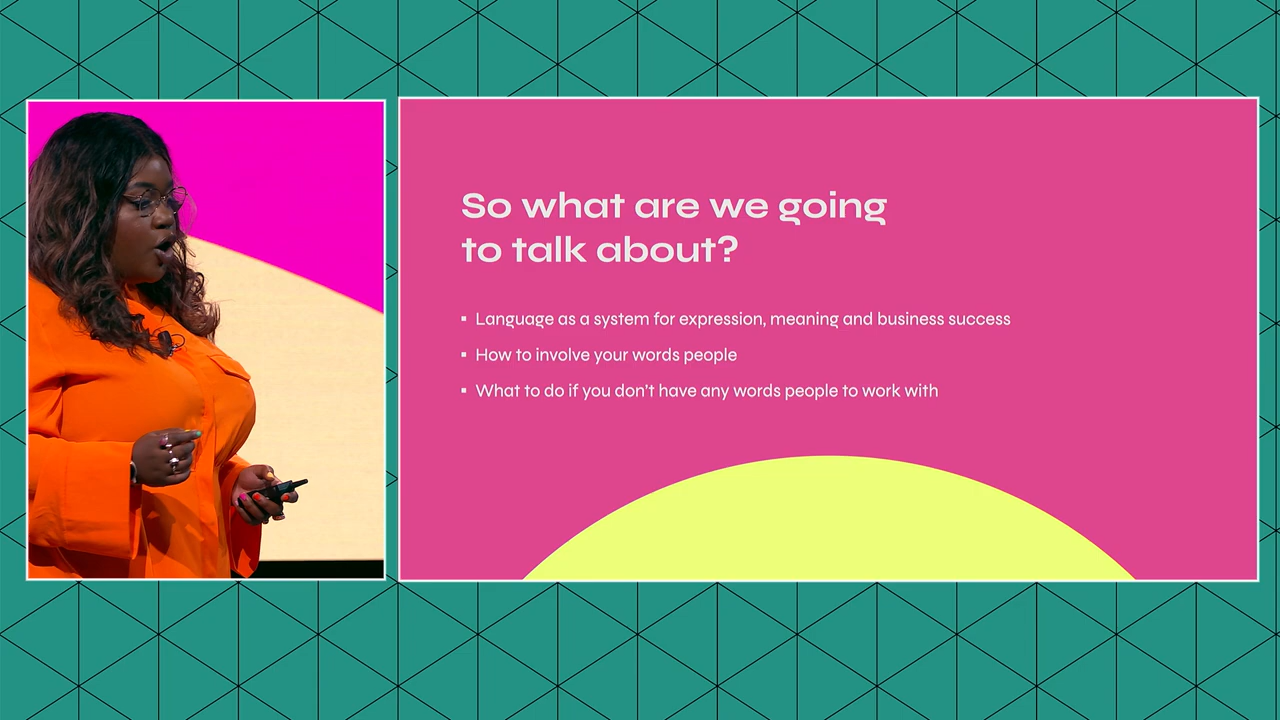 So what are we going
to talk about?
▪ Language as a system for expression, meaning and business success
▪ How to involve your words people
▪ What to do if you don't have any words people to work with